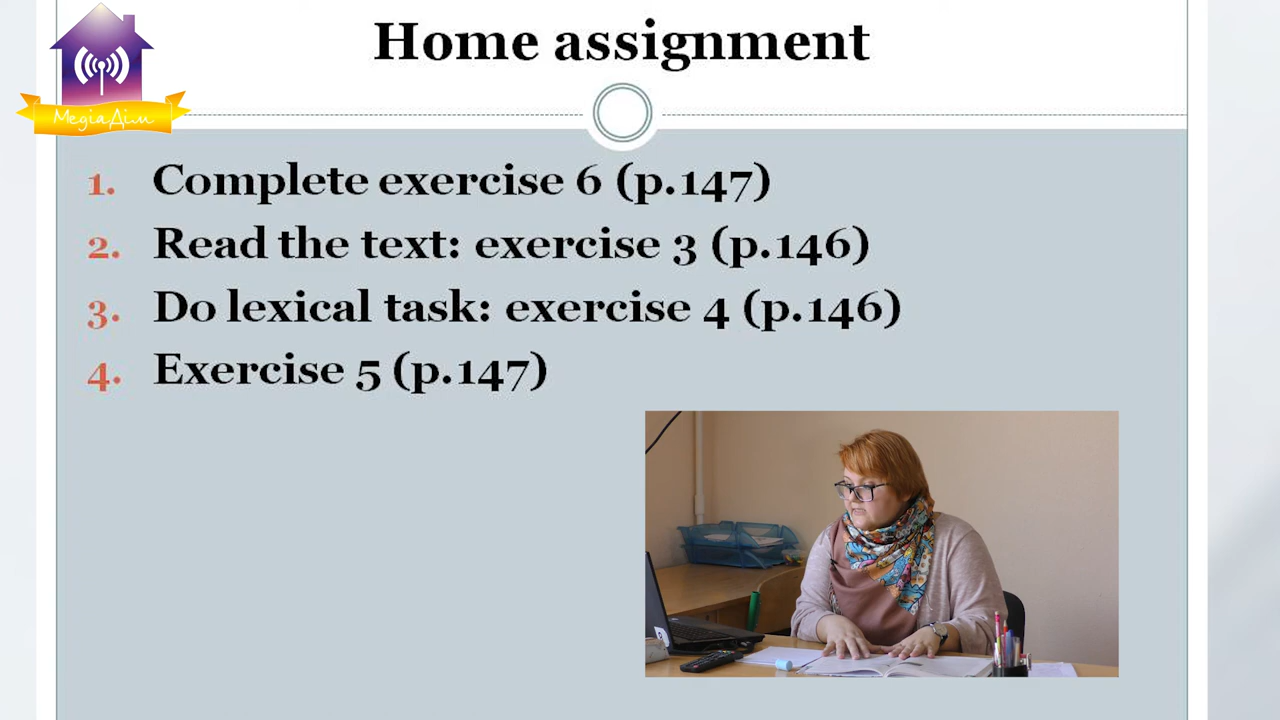 Home assignment
МедіаДім
1. Complete exercise 6 (p.147)
2. Read the text: exercise 3 (p.146)
3. Do lexical task: exercise 4 (p.146)
4. Exercise 5 (p.147)